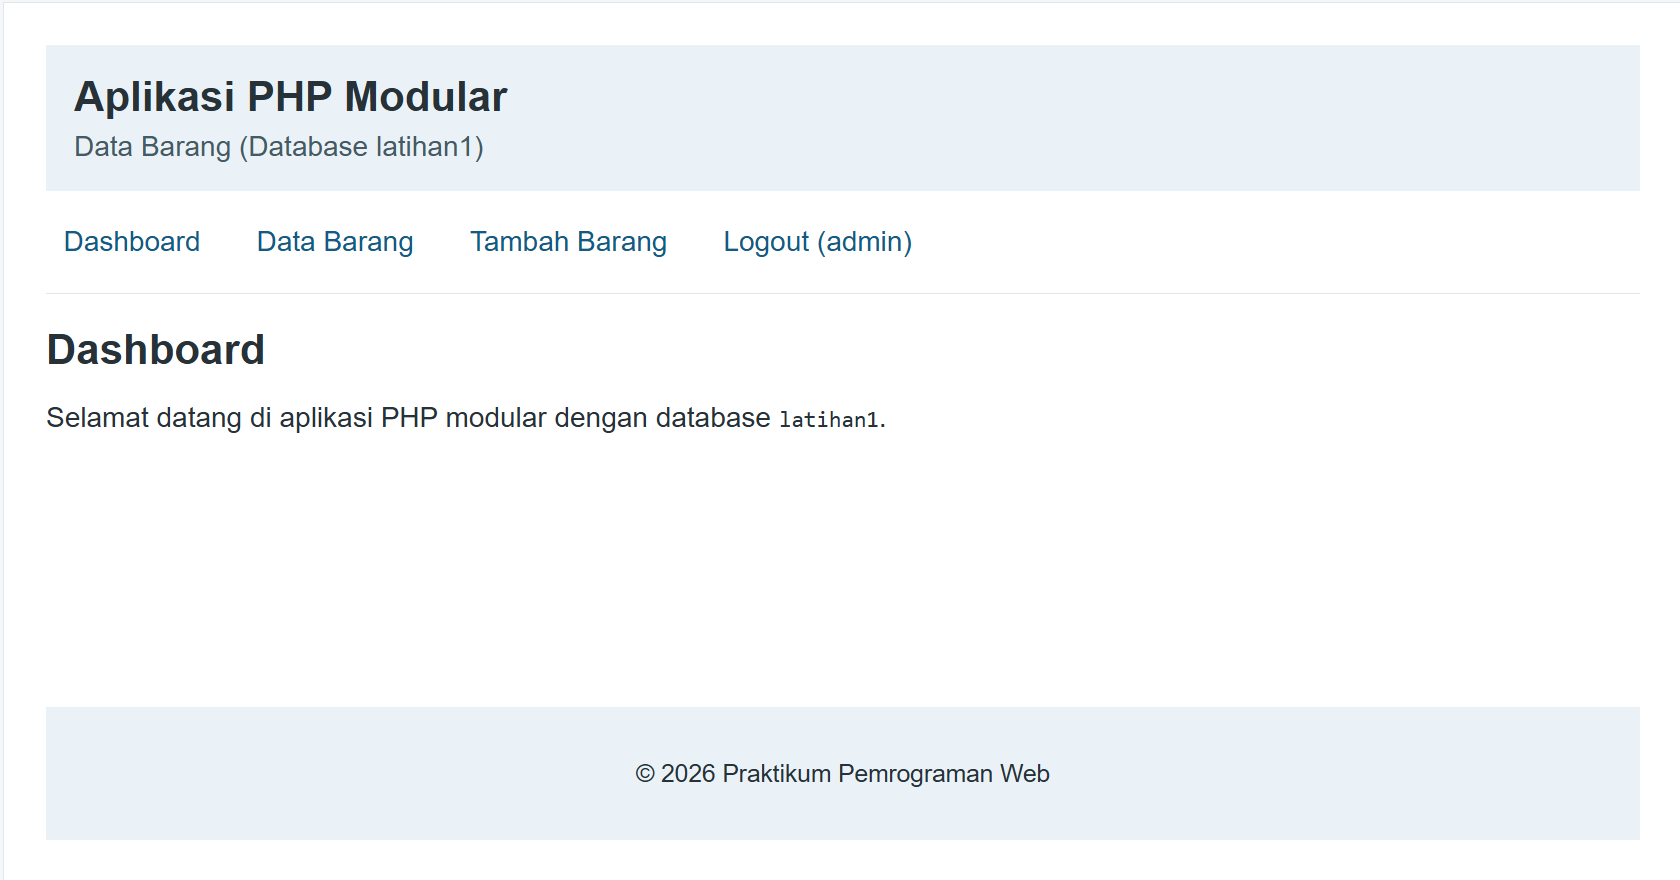 Aplikasi PHP Modular
Data Barang (Database latihan1)
Dashboard Data Barang Tambah Barang Logout (admin)
Dashboard
Selamat datang di aplikasi PHP modular dengan database latihan1.
© 2026 Praktikum Pemrograman Web